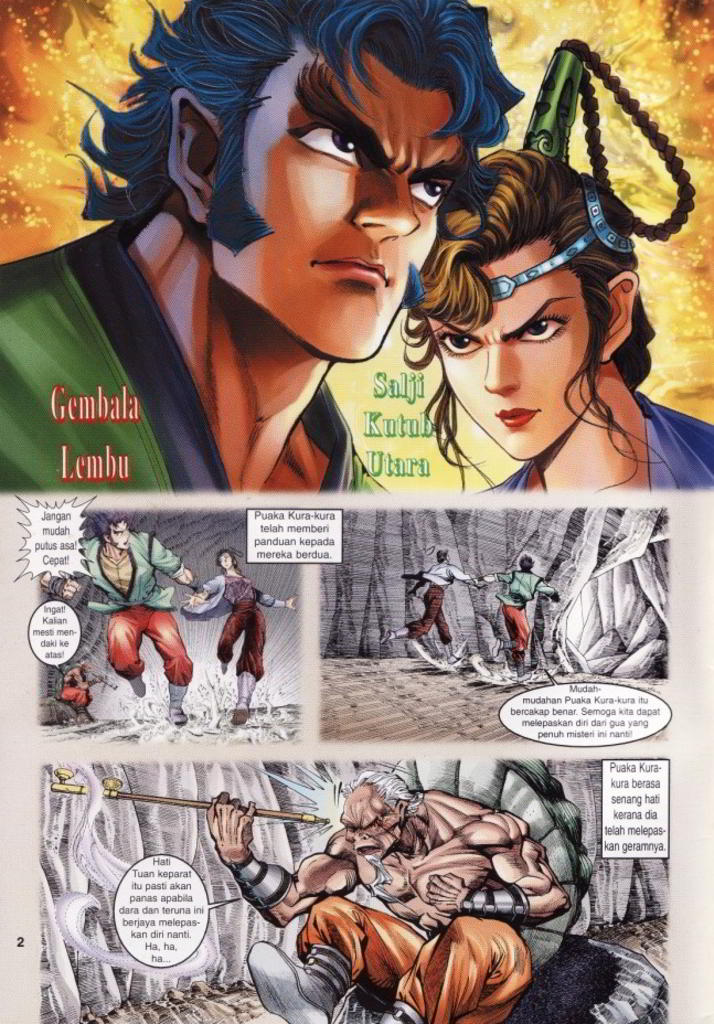 Gembala
Lembu
Salji
Kutub
Utara
Jangan
mudah
putus asa!
Cepat!
Ingat!
Kalian
mesti men-
daki ke
atas!
Puaka Kura-kura
telah memberi
panduan kepada
mereka berdua.
Mudah-
mudahan Puaka Kura-kura itu
bercakap benar. Semoga kita dapat
melepaskan diri dari gua yang
penuh misteri ini nanti!
Hati
Tuan keparat
itu pasti akan
panas apabila
dara dan teruna ini
berjaya melepas-
kan diri nanti.
Ha, ha,
ha...
Puaka Kura-
kura berasa
senang hati
kerana dia
telah melepas-
kan geramnya.
2